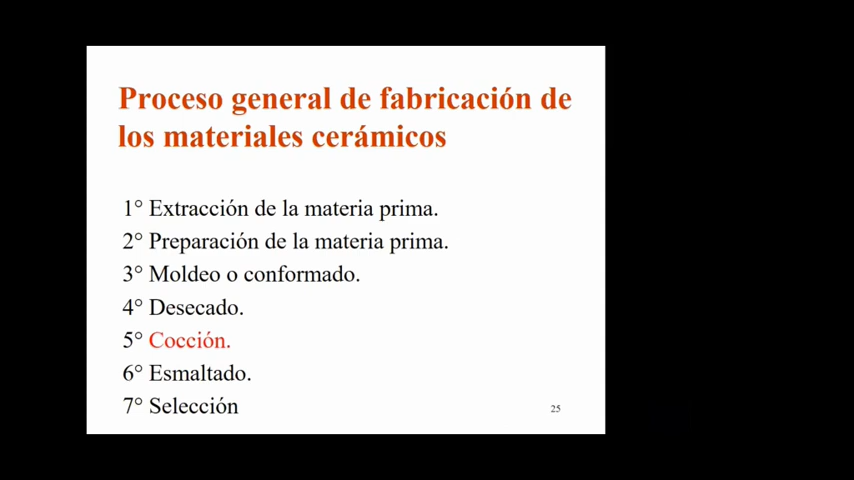 Proceso general de fabricación de
los materiales cerámicos
1° Extracción de la materia prima.
2° Preparación de la materia prima.
3° Moldeo o conformado.
4° Desecado.
5° Cocción.
6° Esmaltado.
7° Selección
25